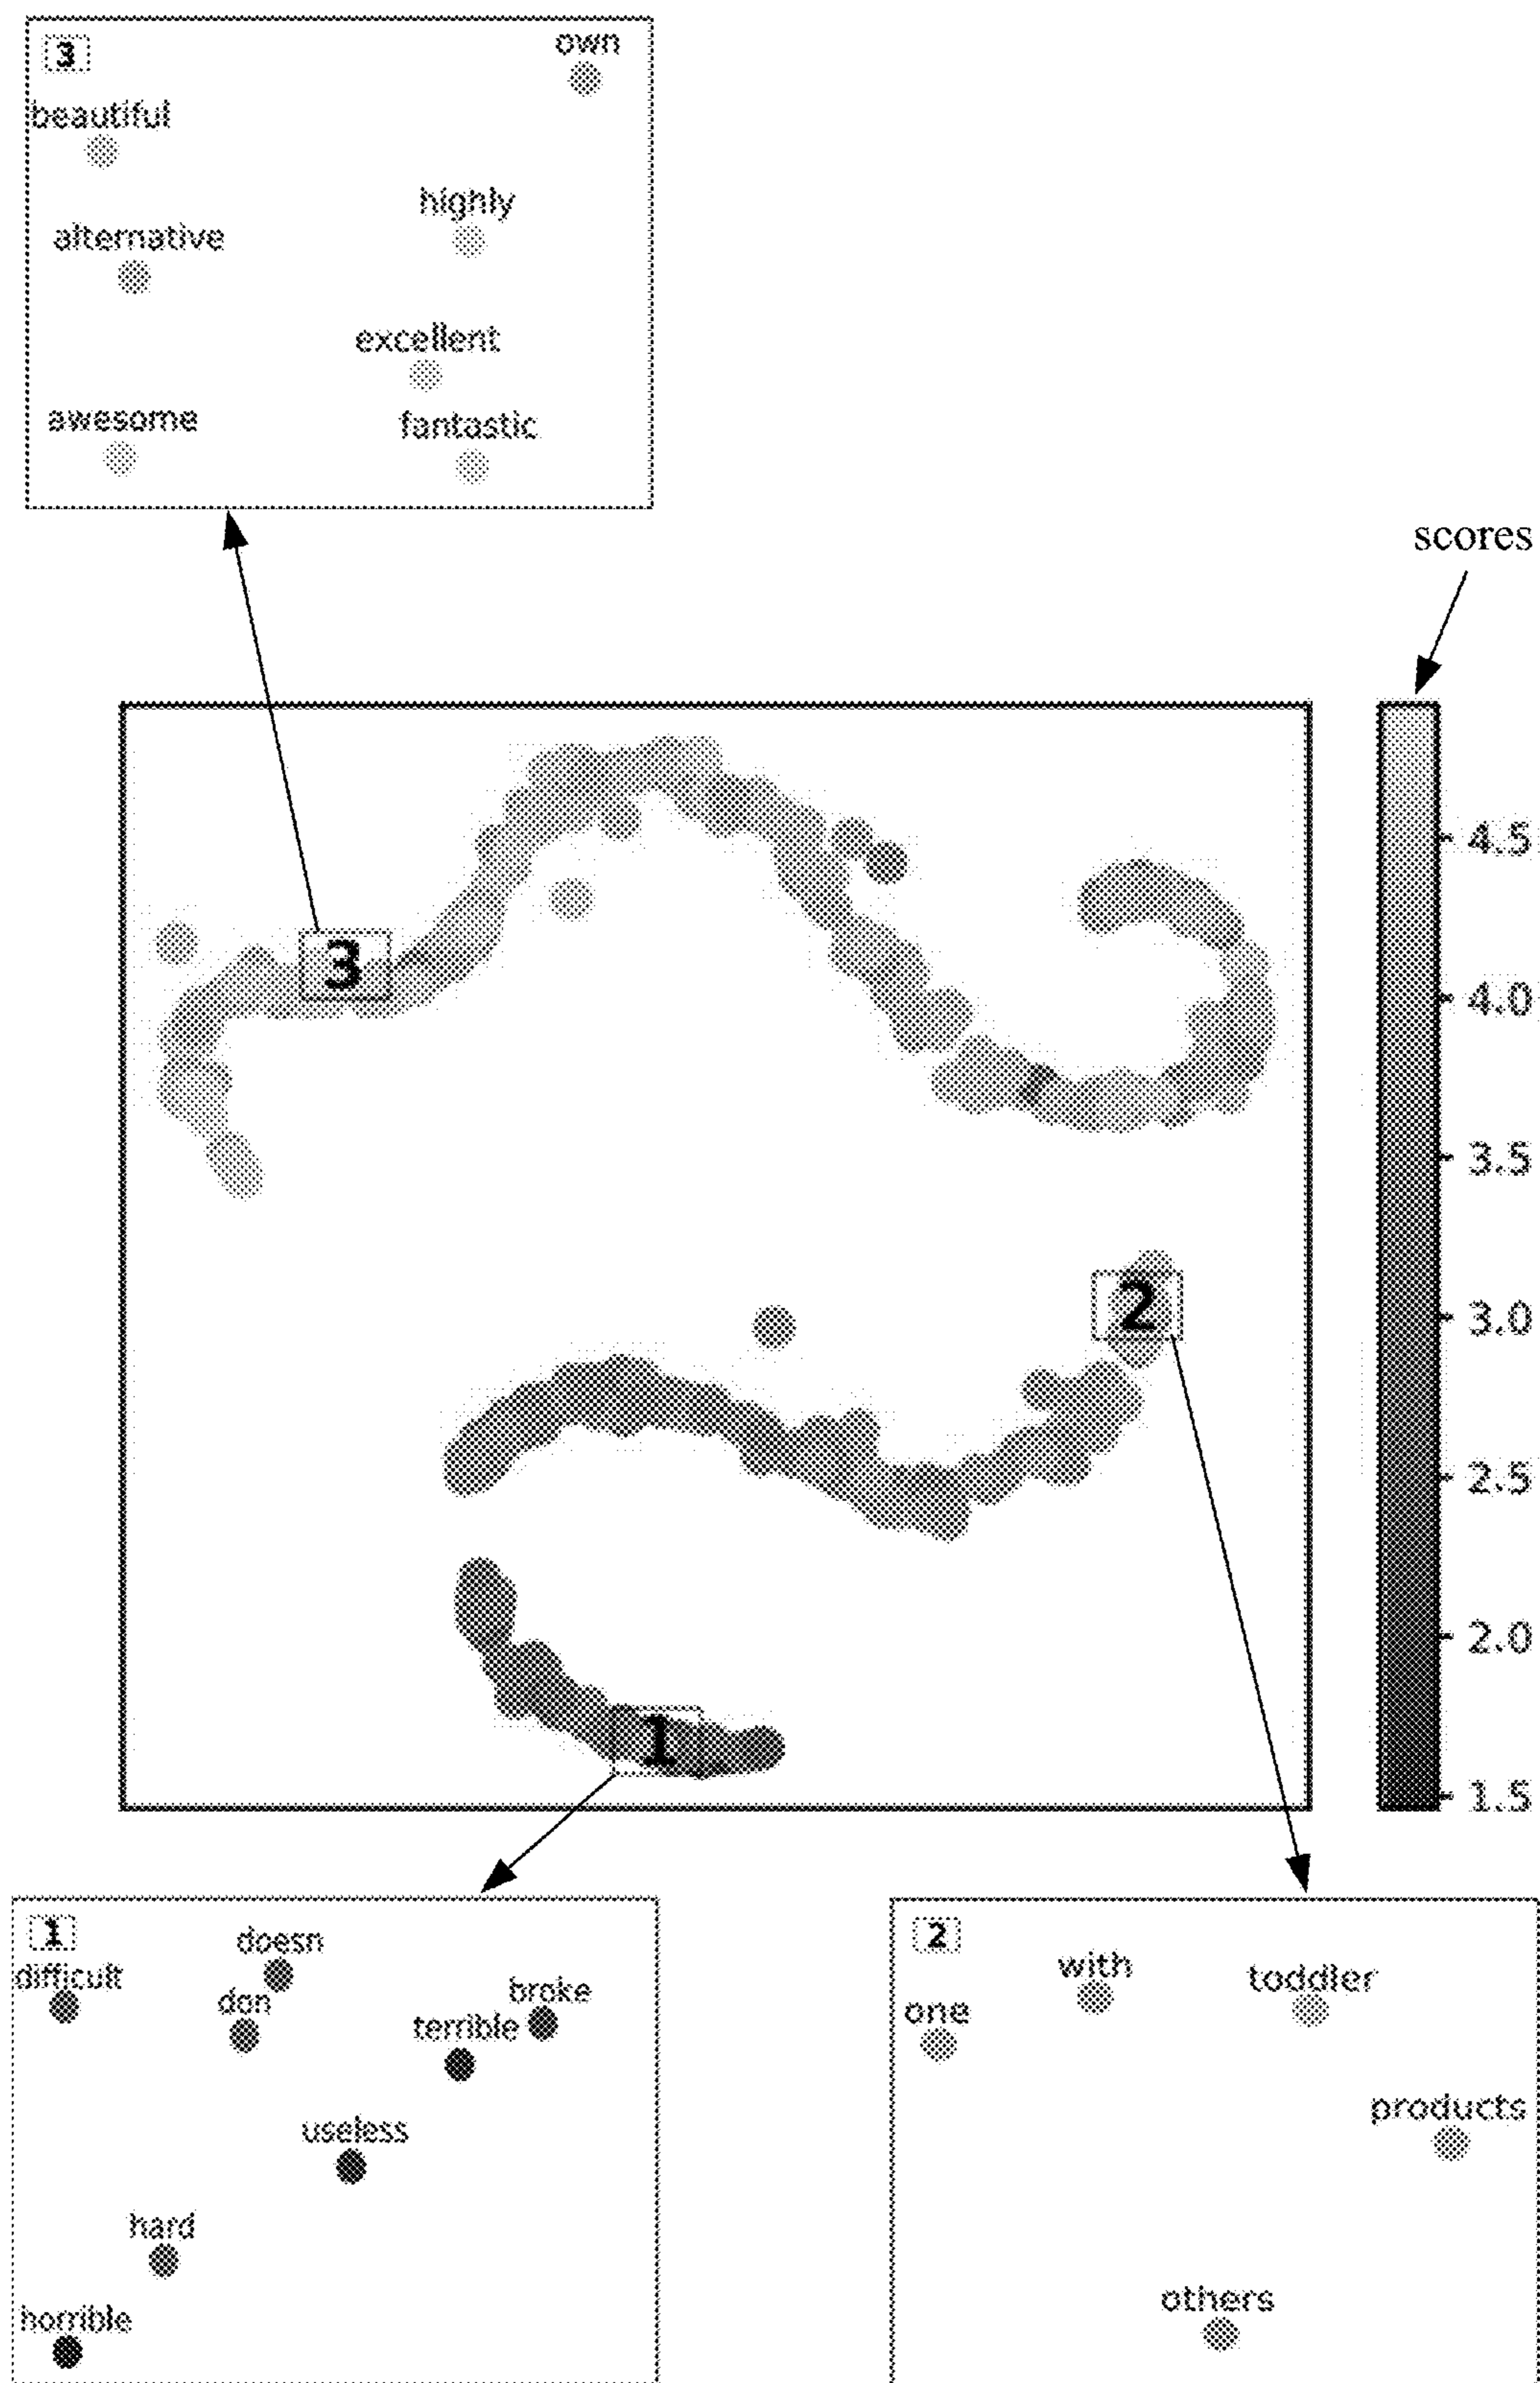 3
own
beautiful
highly
alternative
excellent
awesome
fantastic
scores
4.5
3
4.0
3.5
2
3.0
2.5
2.0
1
1.5
1
doesn
difficult
don
broke
terrible
useless
hard
horrible
2
with
toddler
one
products
others